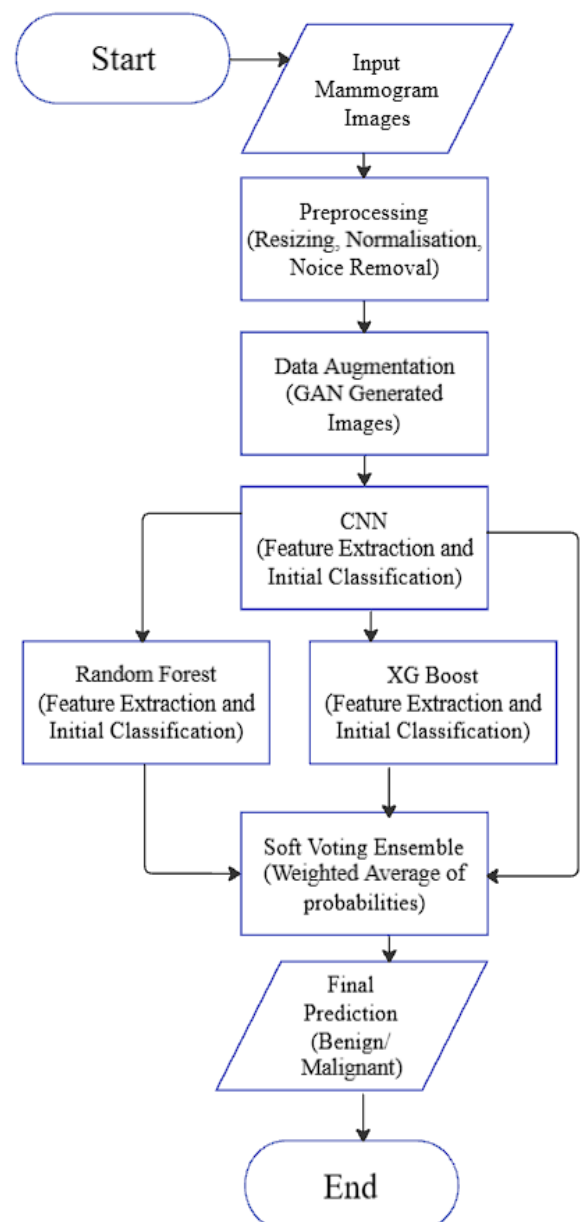 Start
Input
Mammogram
Images
Preprocessing
(Resizing, Normalisation,
Noice Removal)
Data Augmentation
(GAN Generated
Images)
CNN
(Feature Extraction and
Initial Classification)
Random Forest
(Feature Extraction and
Initial Classification)
XG Boost
(Feature Extraction and
Initial Classification)
Soft Voting Ensemble
(Weighted Average of
probabilities)
Final
Prediction
(Benign/
Malignant)
End